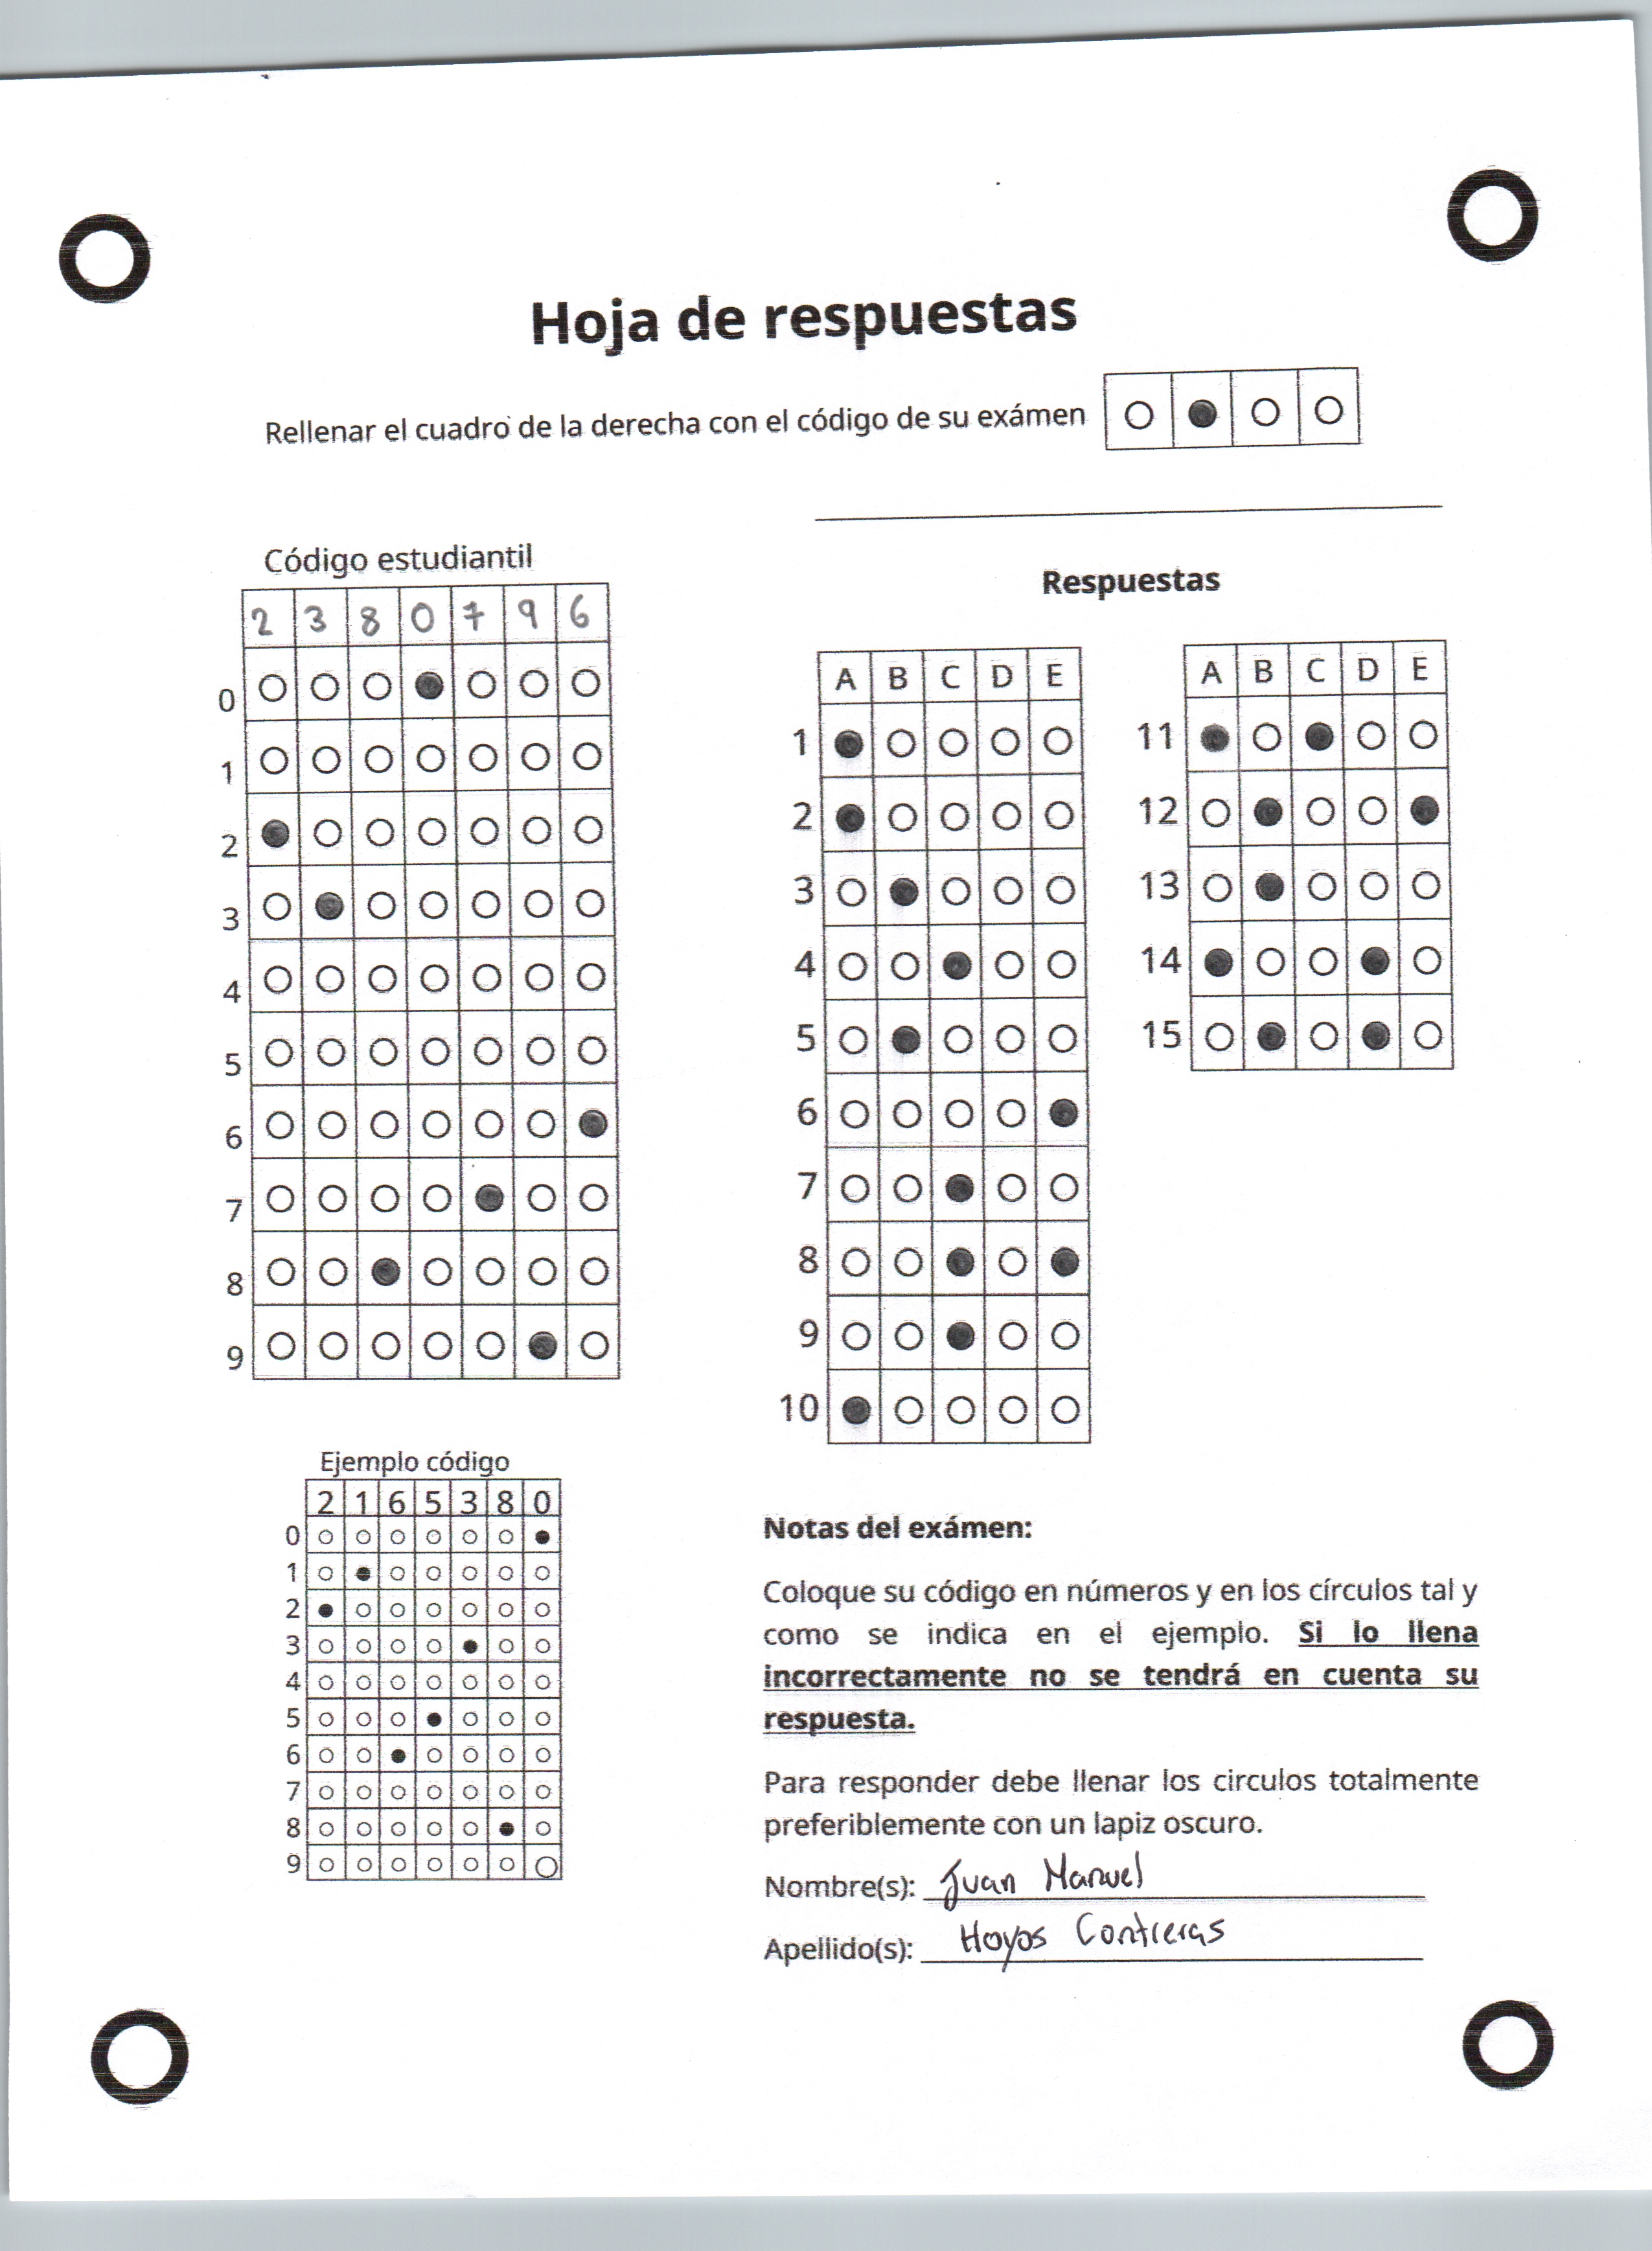 Hoja de respuestas
Rellenar el cuadro de la derecha con el código de su exámen
Código estudiantil
2 3 8 0 7 9 6
0
1
2
3
4
5
6
7
8
9
Respuestas
A B C D E
1
2
3
4
5
6
7
8
9
10
A B C D E
11
12
13
14
15
Ejemplo código
2 1 6 5 3 8 0
0
1
2
3
4
5
6
7
8
9
Notas del exámen:
Coloque su código en números y en los círculos tal y
como se indica en el ejemplo. Si lo llena
incorrectamente no se tendrá en cuenta su
respuesta.
Para responder debe llenar los circulos totalmente
preferiblemente con un lapiz oscuro.
Nombre(s): Juan Manuel
Apellido(s): Hoyos Contreras